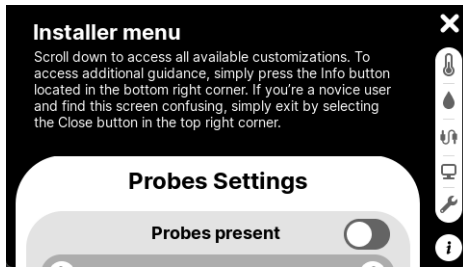 Installer menu
Scroll down to access all available customizations. To
access additional guidance, simply press the Info button
located in the bottom right corner. If you're a novice user
and find this screen confusing, simply exit by selecting
the Close button in the top right corner.
Probes Settings
Probes present
i